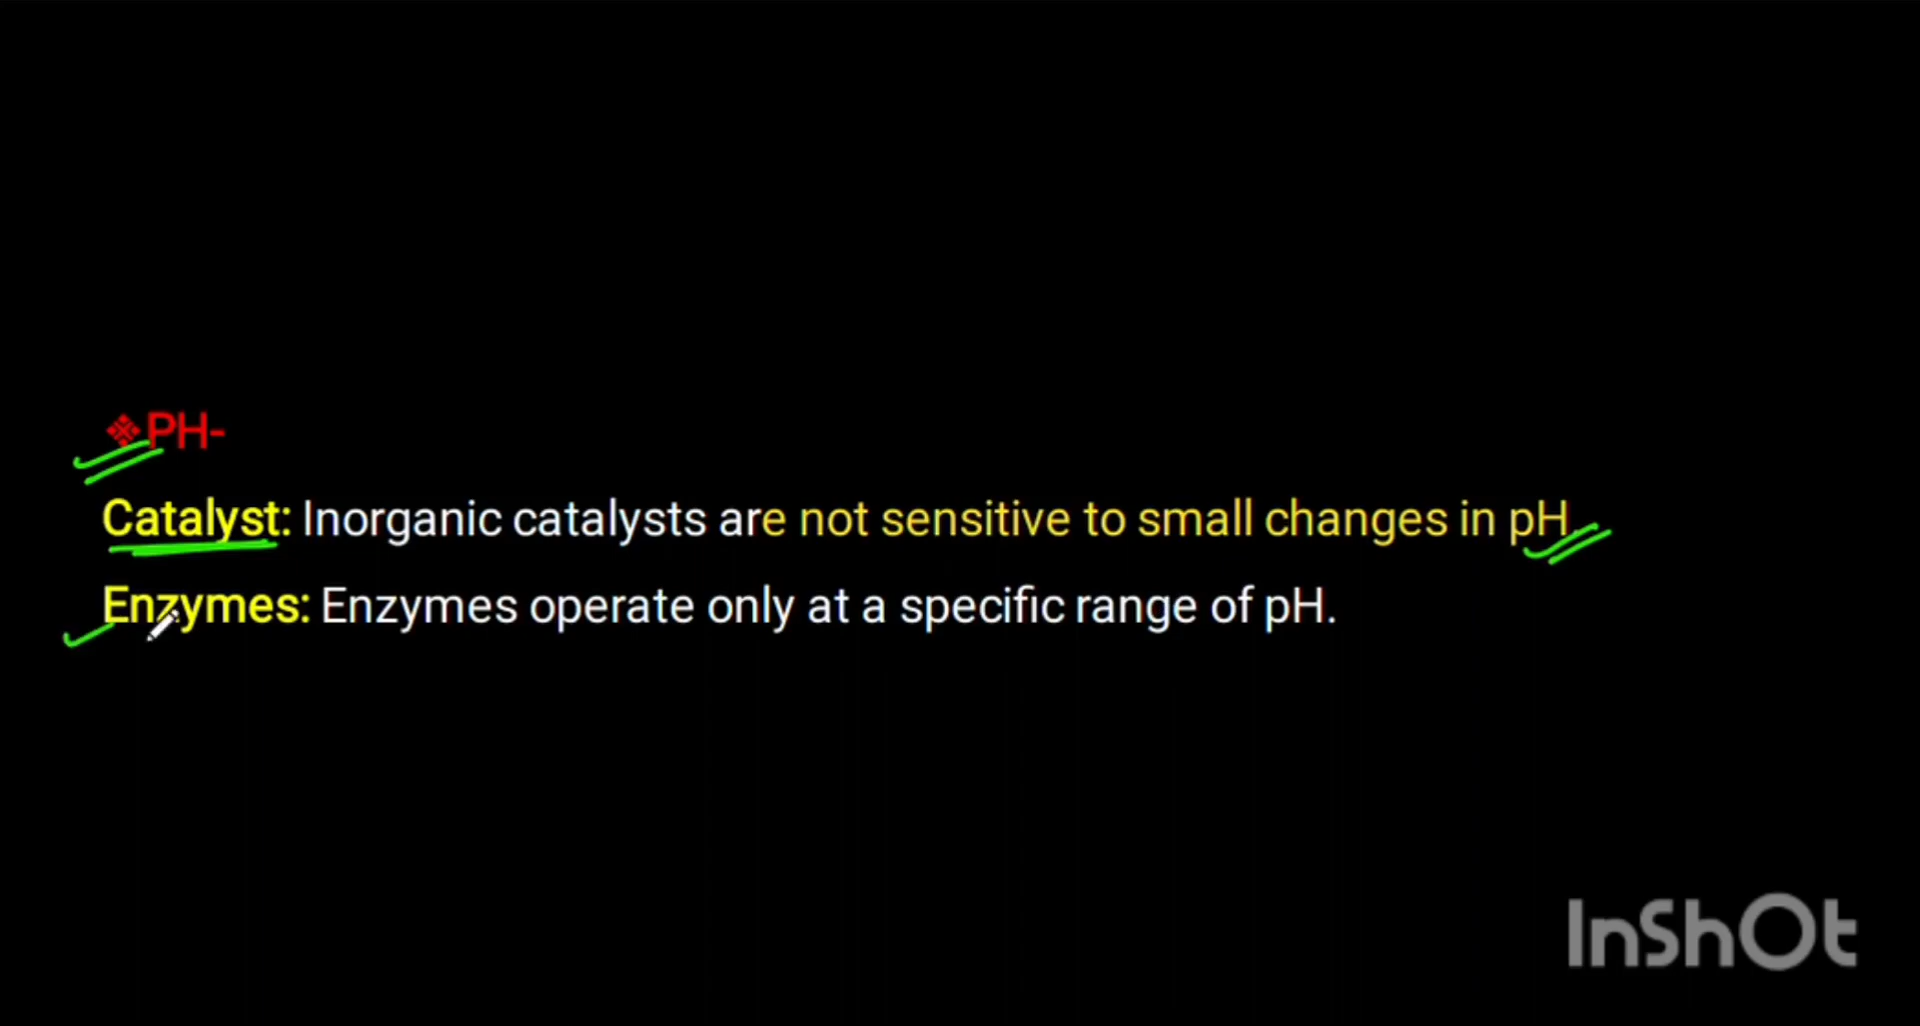 ❖PH-
Catalyst: Inorganic catalysts are not sensitive to small changes in pH.
Enzymes: Enzymes operate only at a specific range of pH.
InShOt